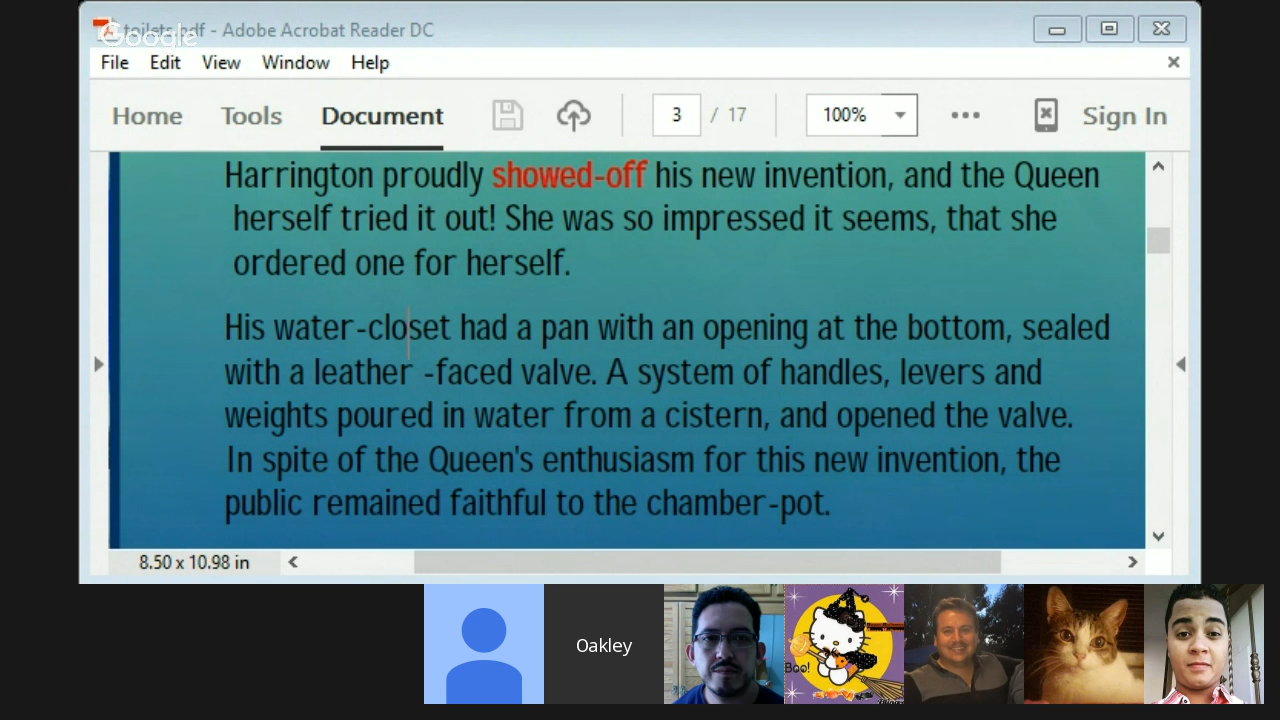 toilets.pdf - Adobe Acrobat Reader DC
Google
File Edit View Window Help
Home Tools Document 3 / 17 100% Sign In
Harrington proudly showed-off his new invention, and the Queen
herself tried it out! She was so impressed it seems, that she
ordered one for herself.
His water-closet had a pan with an opening at the bottom, sealed
with a leather -faced valve. A system of handles, levers and
weights poured in water from a cistern, and opened the valve.
In spite of the Queen's enthusiasm for this new invention, the
public remained faithful to the chamber-pot.
8.50 x 10.98 in
Oakley
Boo!